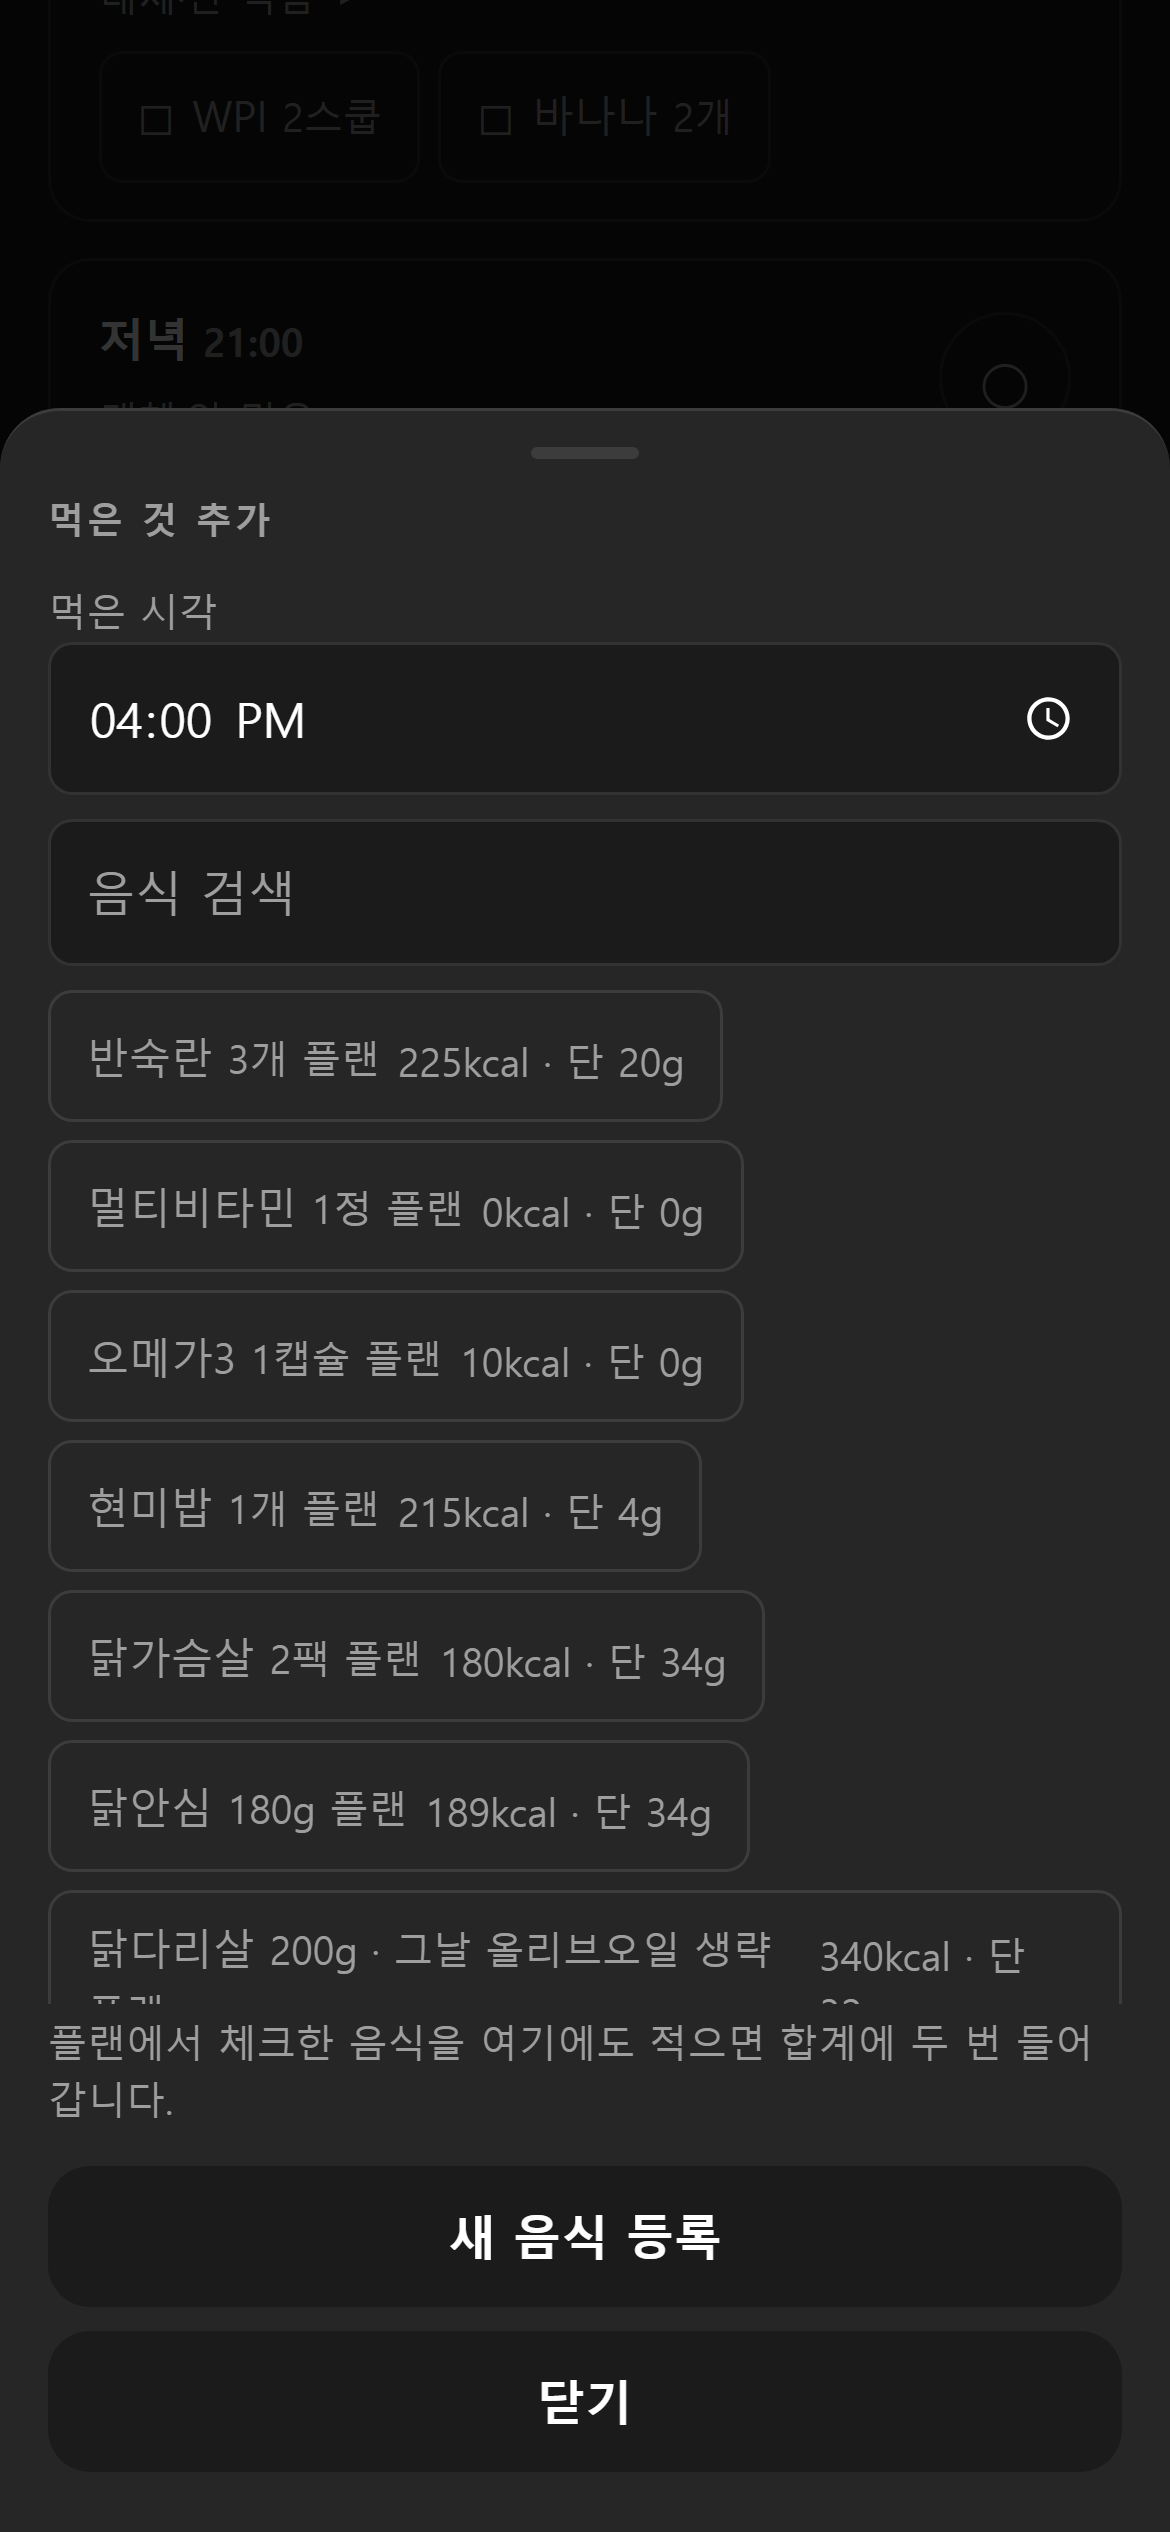 WPI 2스쿱
바나나 2개
저녁 21:00
먹은 것 추가
먹은 시각
04:00 PM
음식 검색
반숙란 3개 플랜 225kcal · 단 20g
멀티비타민 1정 플랜 0kcal · 단 0g
오메가3 1캡슐 플랜 10kcal · 단 0g
현미밥 1개 플랜 215kcal · 단 4g
닭가슴살 2팩 플랜 180kcal · 단 34g
닭안심 180g 플랜 189kcal · 단 34g
닭다리살 200g · 그날 올리브오일 생략 340kcal · 단
플랜에서 체크한 음식을 여기에도 적으면 합계에 두 번 들어
갑니다.
새 음식 등록
닫기